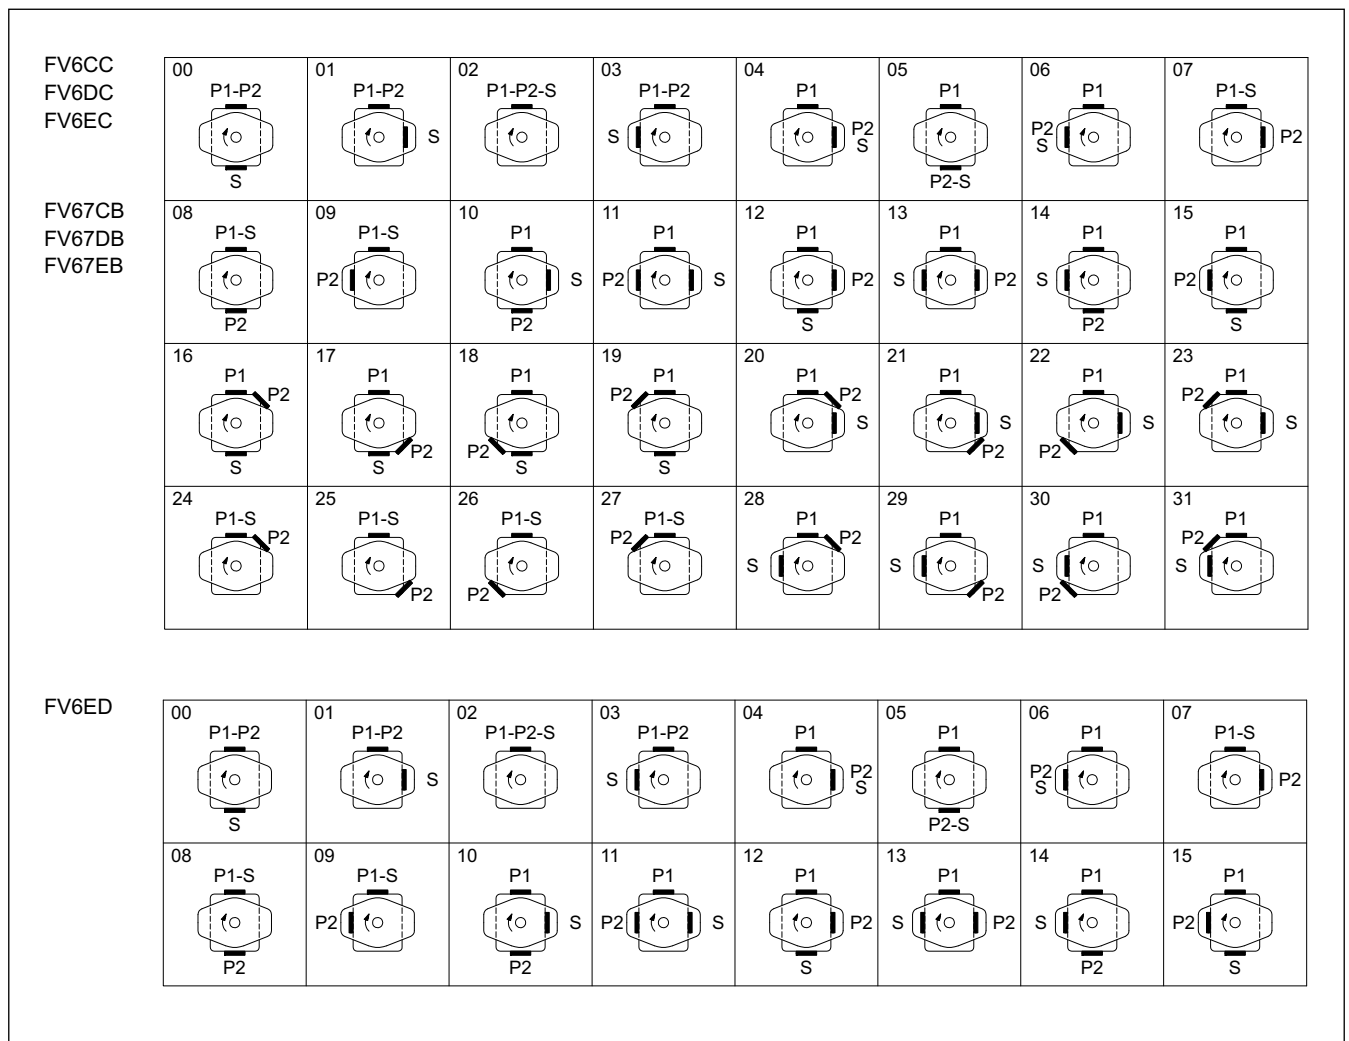 FV6CC
FV6DC
FV6EC
00 01 02 03 04 05 06 07
P1-P2 P1-P2 P1-P2-S P1-P2 P1 P1 P1 P1-S
S S P2 P2 P2
S S
S P2-S
FV67CB
FV67DB
FV67EB
08 09 10 11 12 13 14 15
P1-S P1-S P1 P1 P1 P1 P1 P1
P2 S P2 S P2 S P2 S P2
P2 P2 S P2 S
16 17 18 19 20 21 22 23
P1 P1 P1 P1 P1 P1 P1 P1
P2 P2 P2 P2
S S S S
P2 P2 P2 P2
S S S S
24 25 26 27 28 29 30 31
P1-S P1-S P1-S P1-S P1 P1 P1 P1
P2 P2 P2 P2
S S S S
P2 P2 P2 P2
FV6ED
00 01 02 03 04 05 06 07
P1-P2 P1-P2 P1-P2-S P1-P2 P1 P1 P1 P1-S
S S P2 P2 P2
S S
S P2-S
08 09 10 11 12 13 14 15
P1-S P1-S P1 P1 P1 P1 P1 P1
P2 S P2 S P2 S P2 S P2
P2 P2 S P2 S